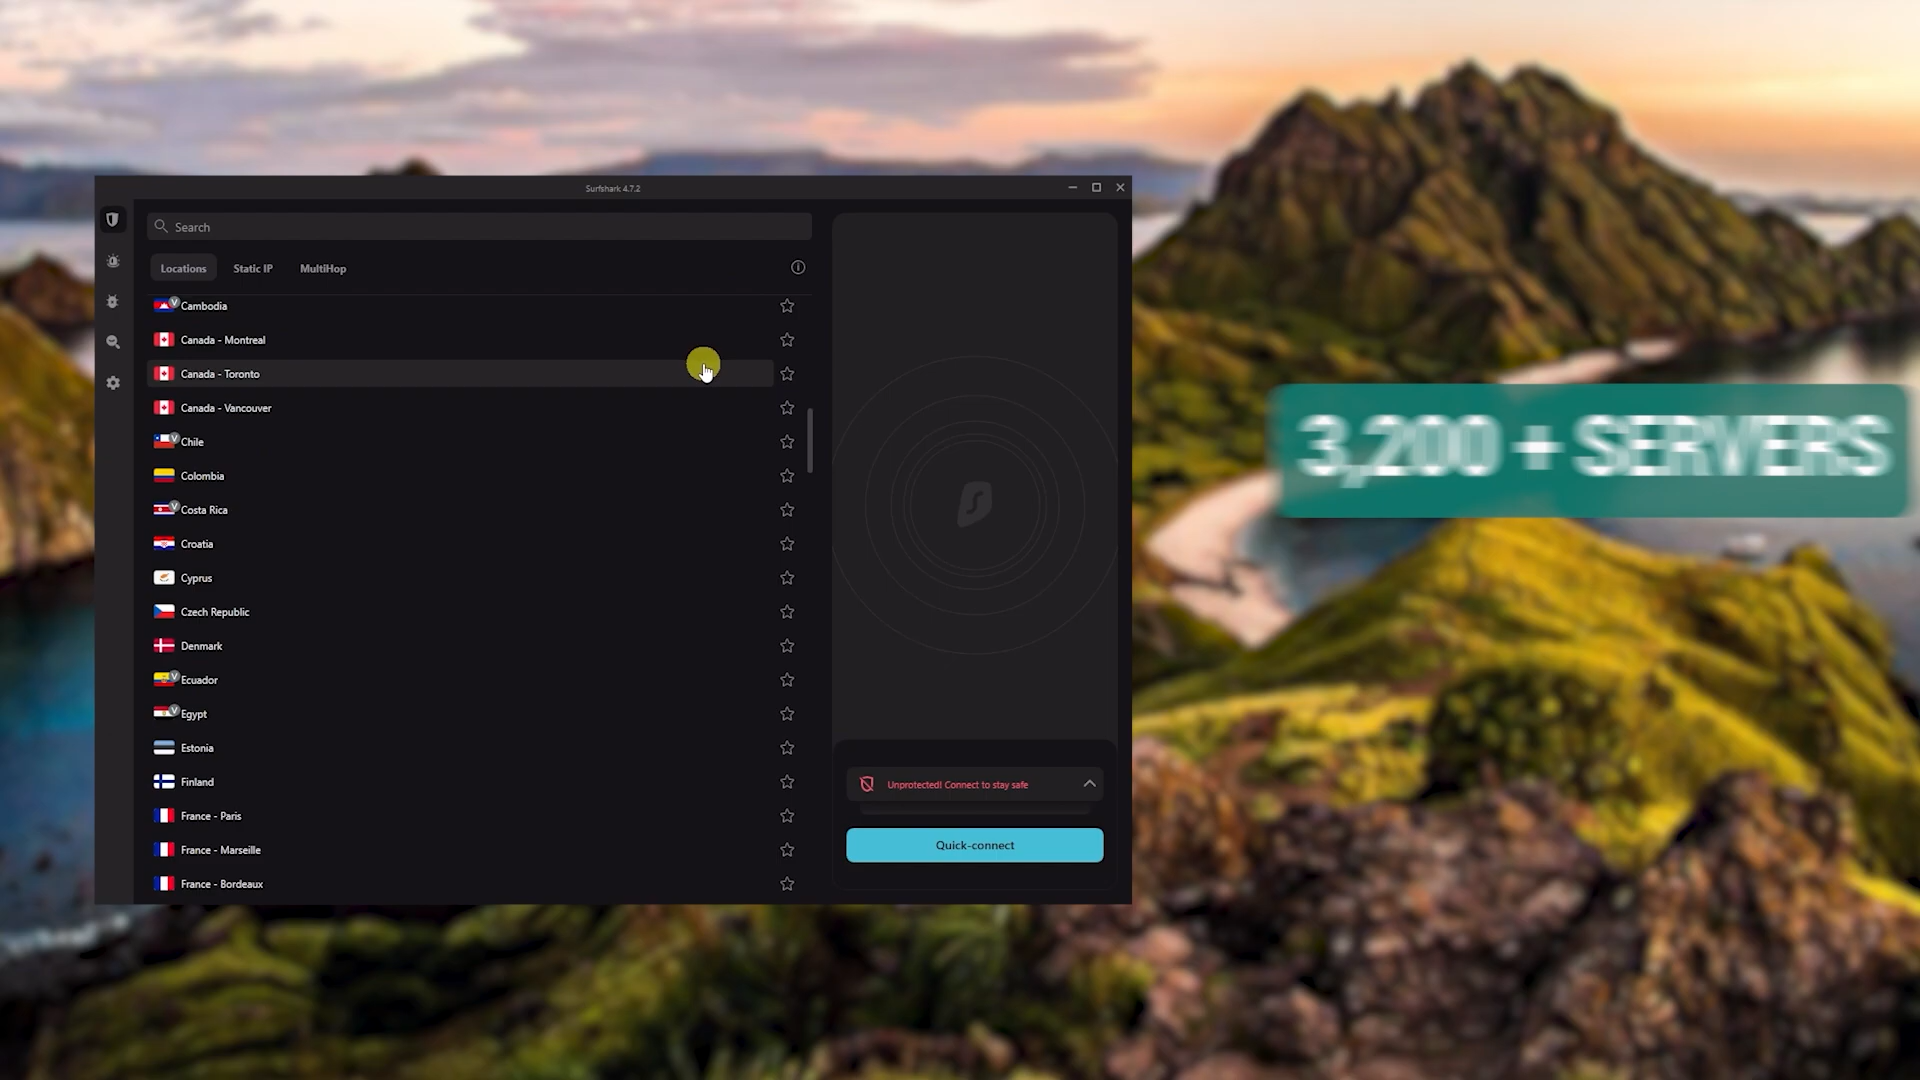 Surfshark 4.7.2
Search
Locations
Static IP
MultiHop
V Cambodia
Canada - Montreal
Canada - Toronto
Canada - Vancouver
V Chile
Colombia
V Costa Rica
Croatia
Cyprus
Czech Republic
Denmark
V Ecuador
V Egypt
Estonia
Finland
France - Paris
France - Marseille
France - Bordeaux
Unprotected! Connect to stay safe
Quick-connect
3,200 + SERVERS